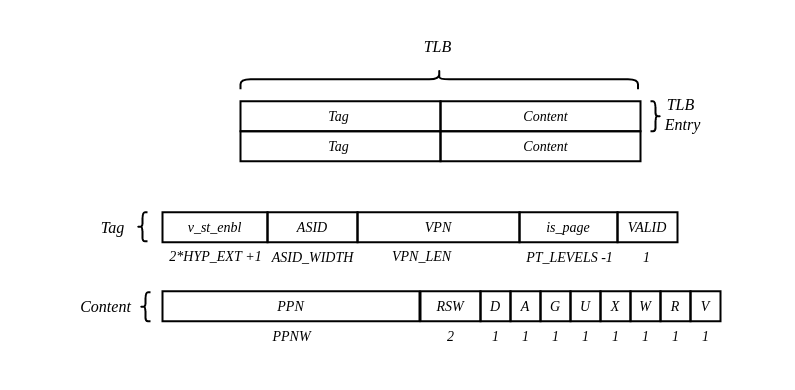 TLB
Tag Content TLB
Entry
Tag Content
Tag v_st_enbl ASID VPN is_page VALID
2*HYP_EXT +1 ASID_WIDTH VPN_LEN PT_LEVELS -1 1
Content PPN RSW D A G U X W R V
PPNW 2 1 1 1 1 1 1 1 1